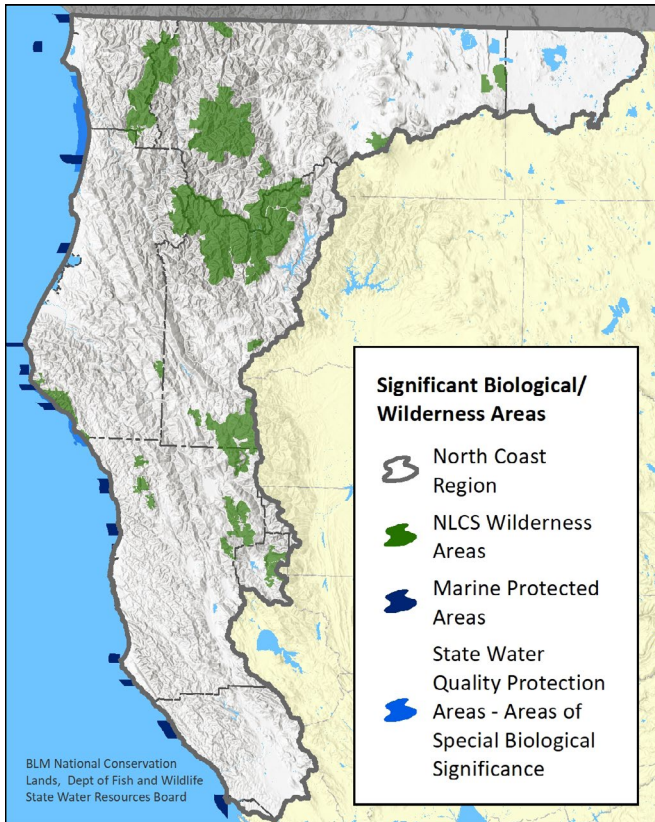 Significant Biological/
Wilderness Areas
North Coast
Region
NLCS Wilderness
Areas
Marine Protected
Areas
State Water
Quality Protection
Areas - Areas of
Special Biological
Significance
BLM National Conservation
Lands, Dept of Fish and Wildlife
State Water Resources Board